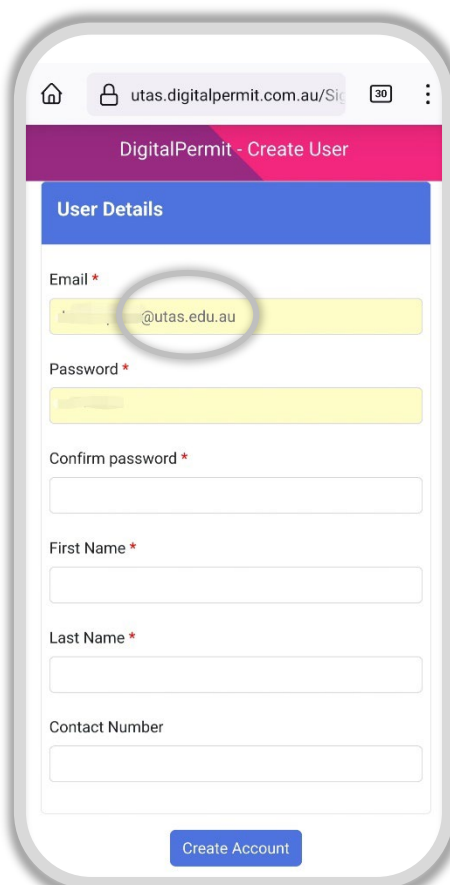 utas.digitalpermit.com.au/Sig
30
DigitalPermit - Create User
User Details
Email *
@utas.edu.au
Password *
Confirm password *
First Name *
Last Name *
Contact Number
Create Account